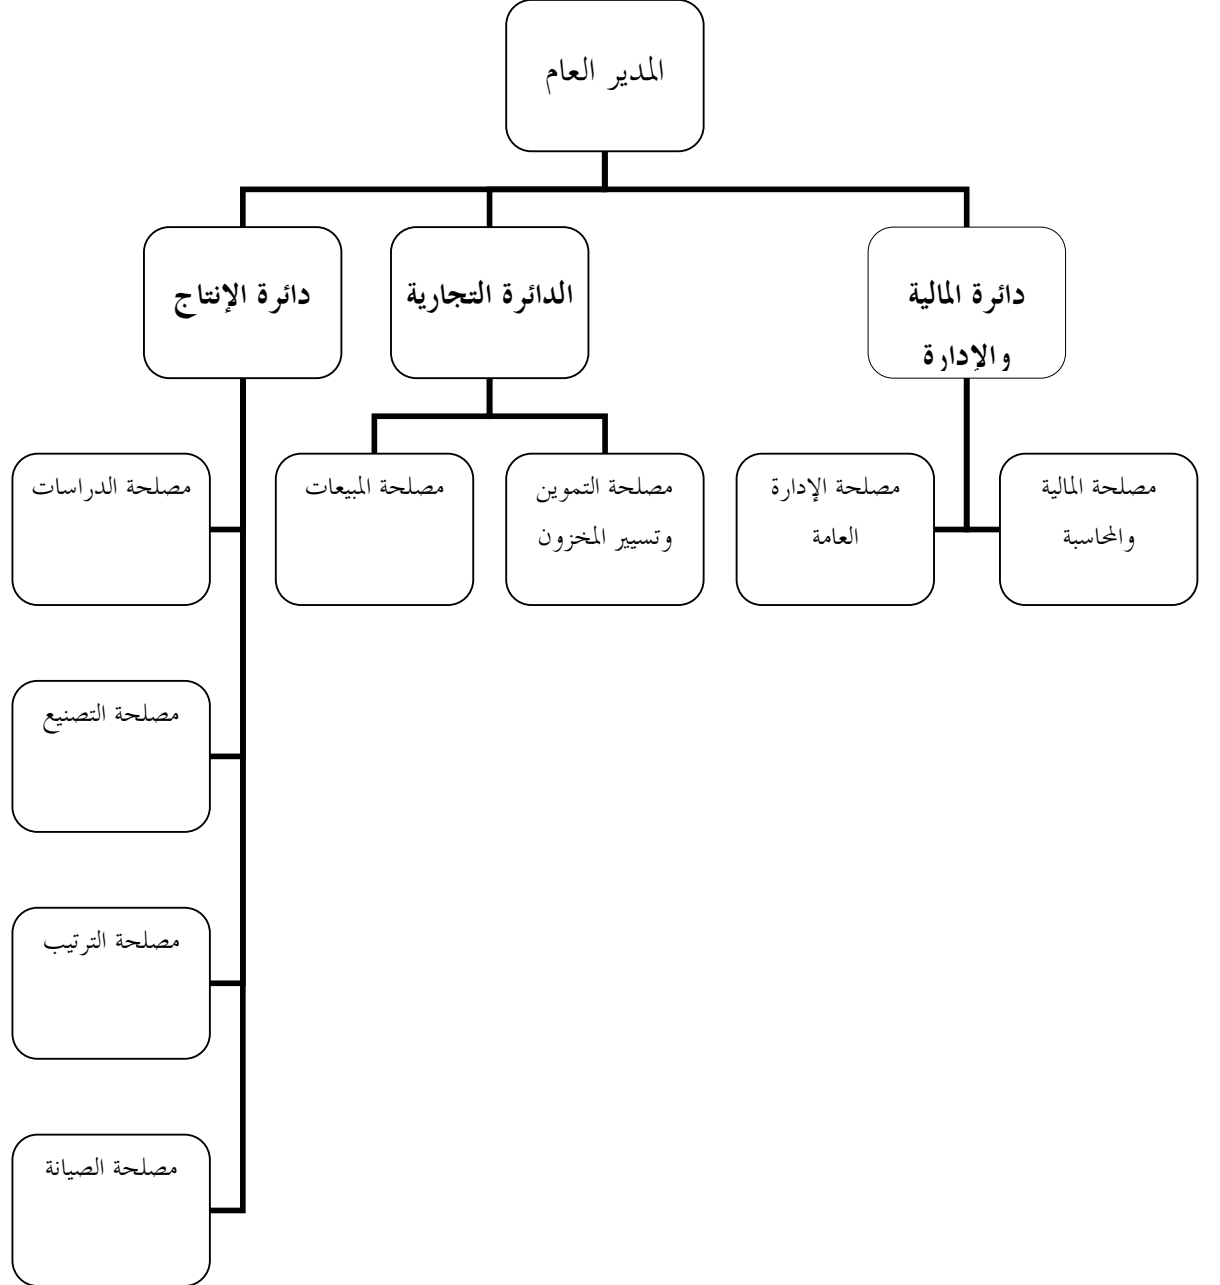 المدير العام
دائرة المالية
والإدارة
الدائرة التجارية
دائرة الإنتاج
مصلحة المالية
والمحاسبة
مصلحة الإدارة
العامة
مصلحة التموين
وتسيير المخزون
مصلحة المبيعات
مصلحة الدراسات
مصلحة التصنيع
مصلحة الترتيب
مصلحة الصيانة